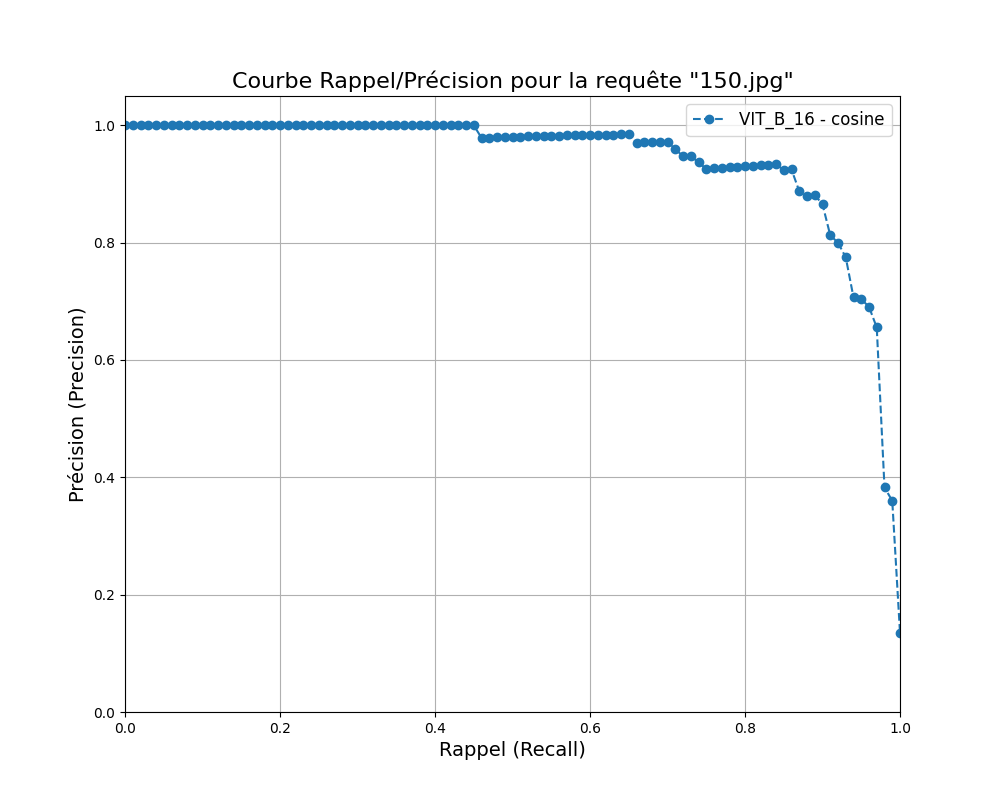 Courbe Rappel/Précision pour la requête "150.jpg"
VIT_B_16 - cosine
1.0
0.8
0.6
0.4
0.2
0.0
Précision (Precision)
0.0 0.2 0.4 0.6 0.8 1.0
Rappel (Recall)